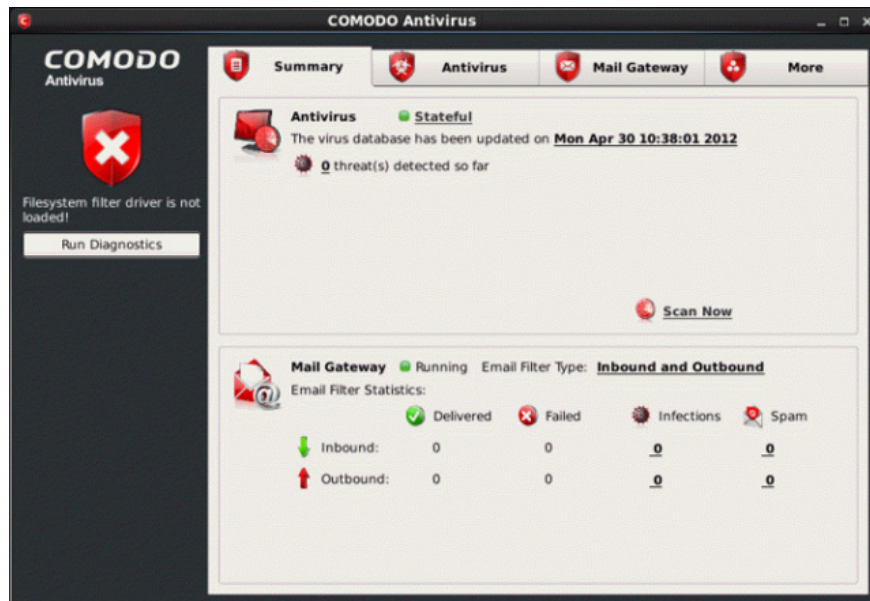 COMODO Antivirus
COMODO
Antivirus
Filesystem filter driver is not
loaded!
Run Diagnostics
Summary
Antivirus
Mail Gateway
More
Antivirus Stateful
The virus database has been updated on Mon Apr 30 10:38:01 2012
0 threat(s) detected so far
Scan Now
Mail Gateway Running Email Filter Type: Inbound and Outbound
Email Filter Statistics:
Delivered Failed Infections Spam
Inbound: 0 0 0 0
Outbound: 0 0 0 0